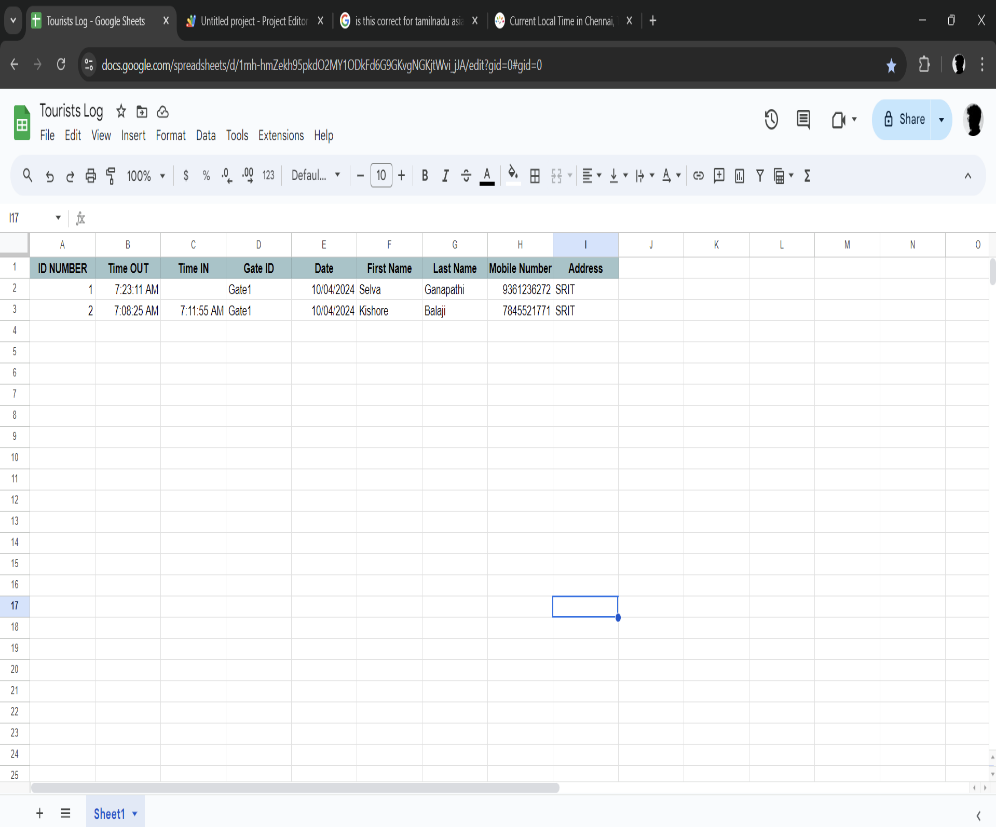 Tourists Log - Google Sheets
Untitled project - Project Editor
is this correct for tamilnadu asi
Current Local Time in Chennai,
docs.google.com/spreadsheets/d/1mh-hmZekh95pkdO2MY1ODkFd6G9GKvgNGKjtWvi_jJA/edit?gid=0#gid=0
Tourists Log
File Edit View Insert Format Data Tools Extensions Help
Share
100% $ % .0 .00 123 Defaul... − 10 + B I A
I17 fx
A B C D E F G H I J K L M N O
1 ID NUMBER Time OUT Time IN Gate ID Date First Name Last Name Mobile Number Address
2 1 7:23:11 AM Gate1 10/04/2024 Selva Ganapathi 9361236272 SRIT
3 2 7:08:25 AM 7:11:55 AM Gate1 10/04/2024 Kishore Balaji 7845521771 SRIT
4
5
6
7
8
9
10
11
12
13
14
15
16
17
18
19
20
21
22
23
24
25
Sheet1